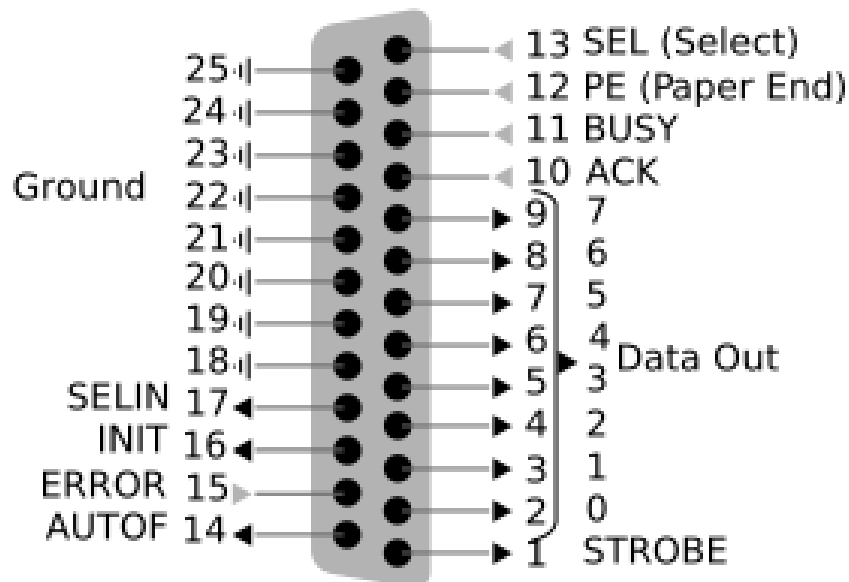 13 SEL (Select)
25
12 PE (Paper End)
24
11 BUSY
23
10 ACK
Ground
22
9 7
21
8 6
20
7 5
19
6 4
Data Out
18
5 3
SELIN 17
4 2
INIT 16
3 1
ERROR 15
2 0
AUTOF 14
1 STROBE